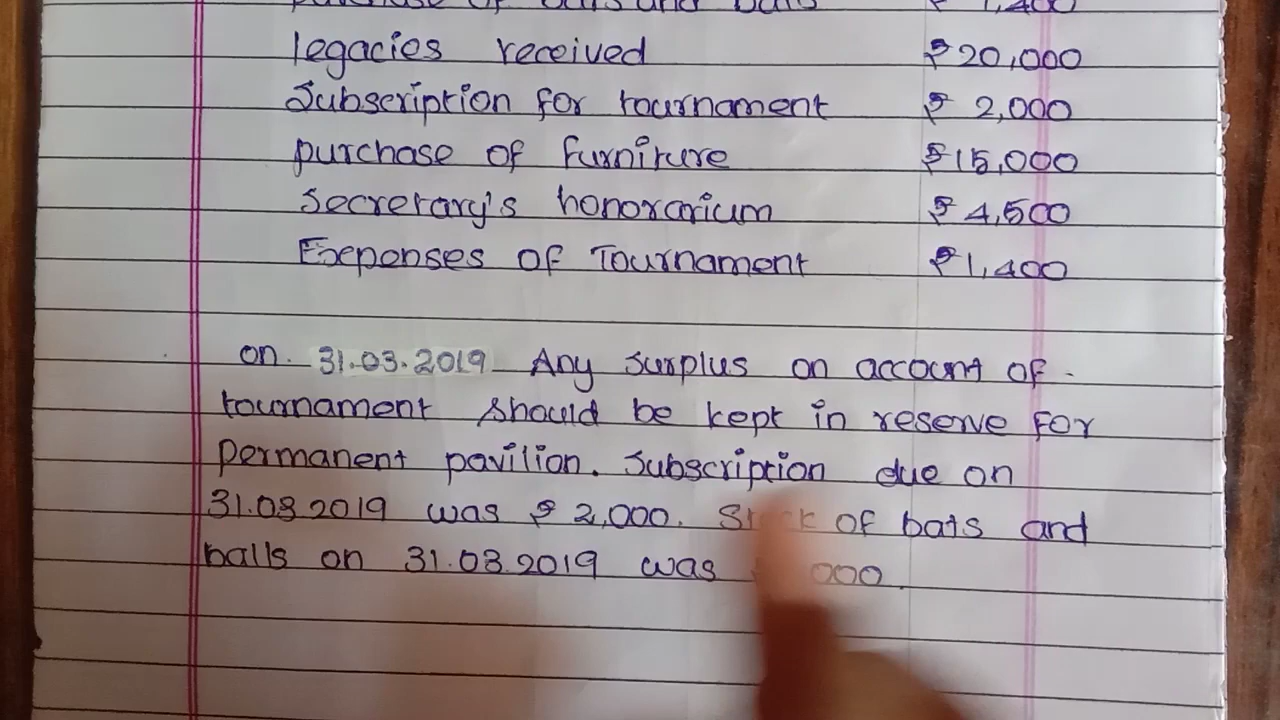 legacies received ₹ 20,000
Subscription for tournament ₹ 2,000
purchase of furniture ₹ 15,000
Secretary's honorarium ₹ 4,500
Expenses of Tournament ₹ 1,400
on 31.03.2019 Any surplus on account of
tournament should be kept in reserve for
permanent pavilion. Subscription due on
31.03.2019 was ₹ 2,000. of bats and
balls on 31.03.2019 was 000.